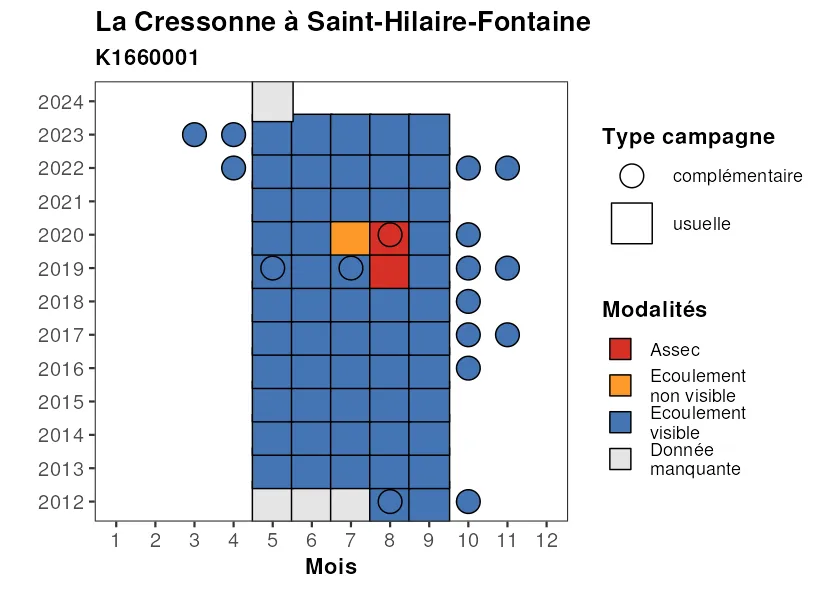 La Cressonne à Saint-Hilaire-Fontaine
K1660001
2024
2023
2022
2021
2020
2019
2018
2017
2016
2015
2014
2013
2012
1 2 3 4 5 6 7 8 9 10 11 12
Mois
Type campagne
complémentaire
usuelle
Modalités
Assec
Ecoulement
non visible
Ecoulement
visible
Donnée
manquante